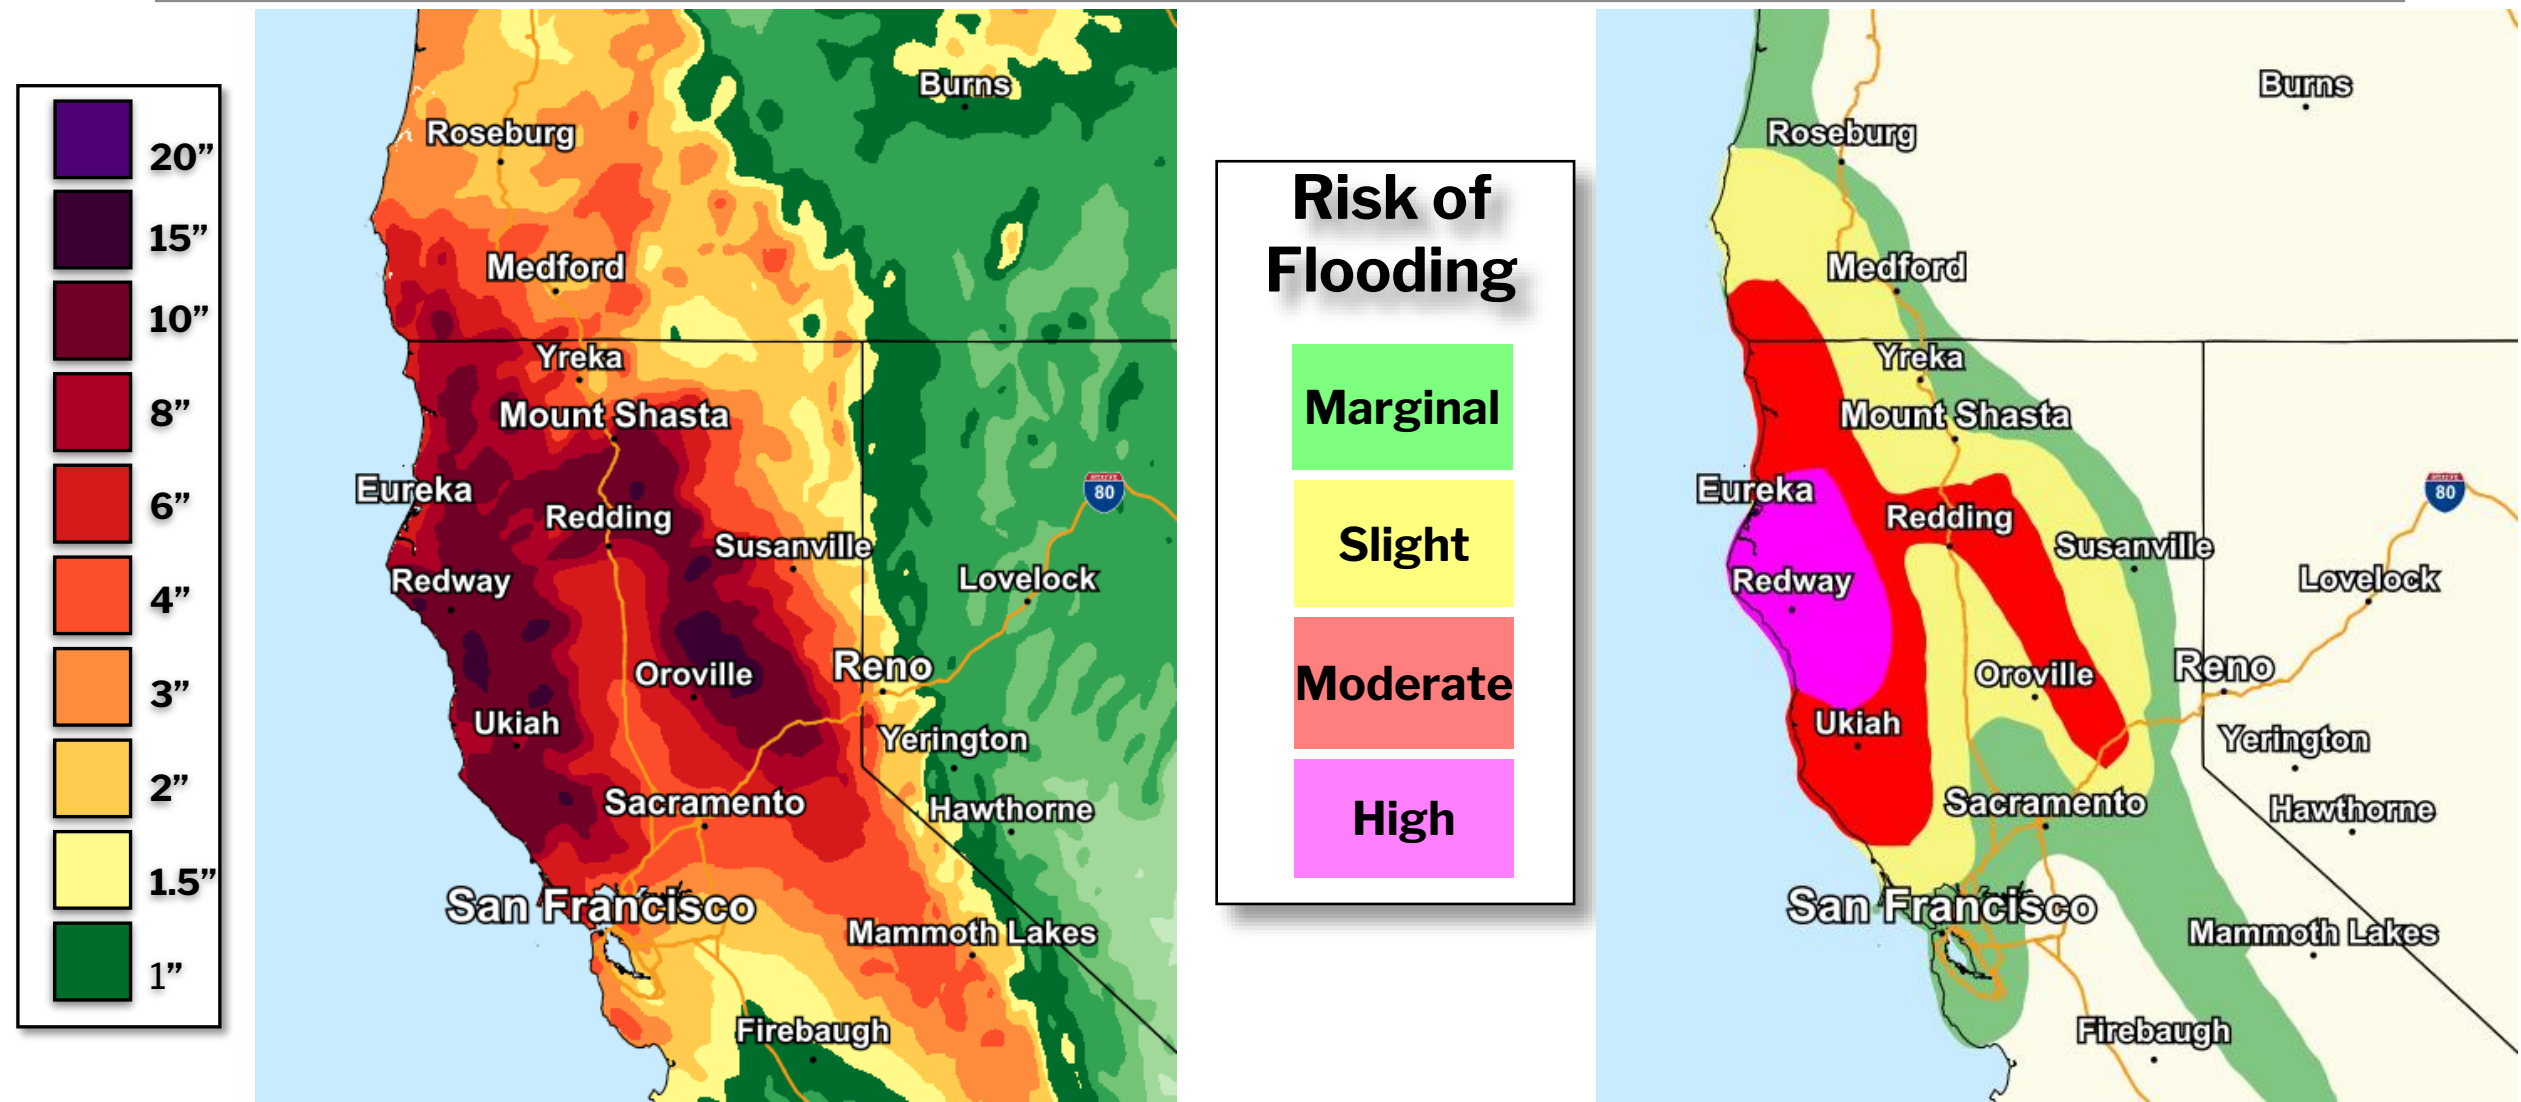 20”
15”
10”
8”
6”
4”
3”
2”
1.5”
1”
Burns
Roseburg
Medford
Yreka
Mount Shasta
Eureka
80
Redding
Susanville
Redway
Lovelock
Oroville
Reno
Ukiah
Yerington
Sacramento
Hawthorne
San Francisco
Mammoth Lakes
Firebaugh
Risk of
Flooding
Marginal
Slight
Moderate
High
Burns
Roseburg
Medford
Yreka
Mount Shasta
Eureka
80
Redding
Susanville
Redway
Lovelock
Oroville
Reno
Ukiah
Yerington
Sacramento
Hawthorne
San Francisco
Mammoth Lakes
Firebaugh